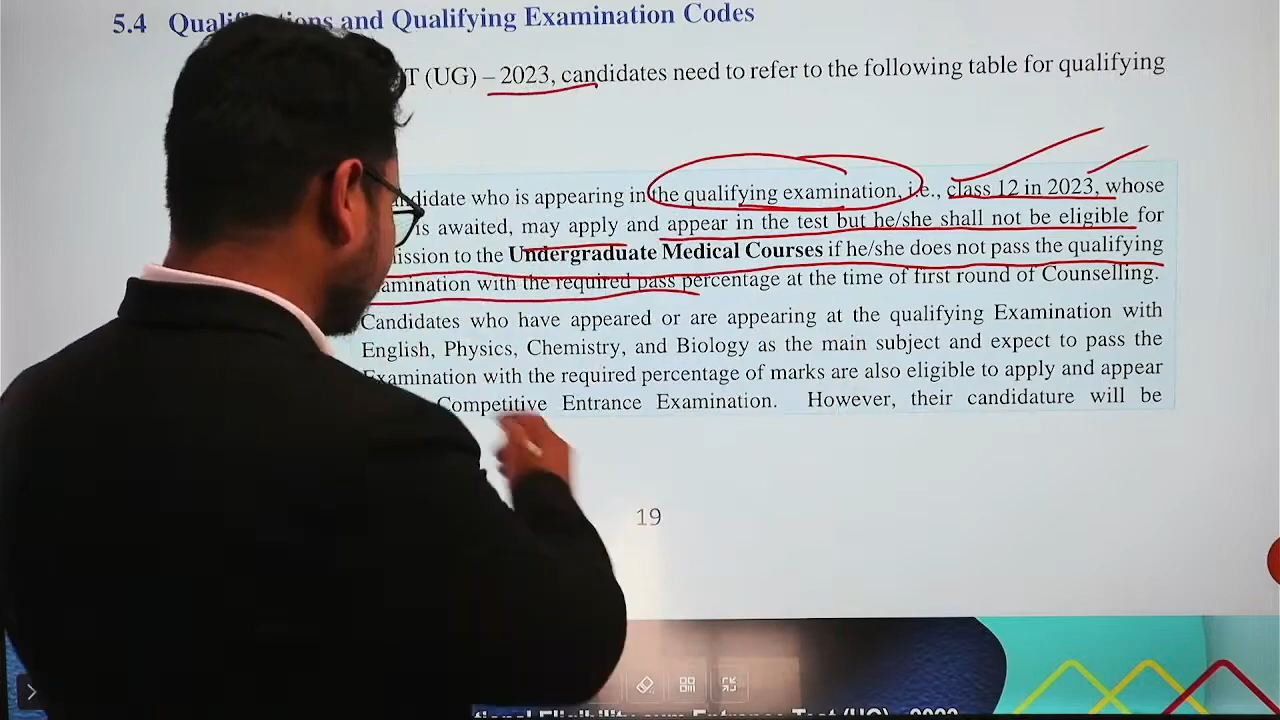 5.4 Qualifications and Qualifying Examination Codes
T (UG) – 2023, candidates need to refer to the following table for qualifying
who is appearing in the qualifying examination, i.e., class 12 in 2023, whose
is awaited, may apply and appear in the test but he/she shall not be eligible for
ission to the Undergraduate Medical Courses if he/she does not pass the qualifying
amination with the required pass percentage at the time of first round of Counselling.
Candidates who have appeared or are appearing at the qualifying Examination with
English, Physics, Chemistry, and Biology as the main subject and expect to pass the
Examination with the required percentage of marks are also eligible to apply and appear
Competitive Entrance Examination. However, their candidature will be
19